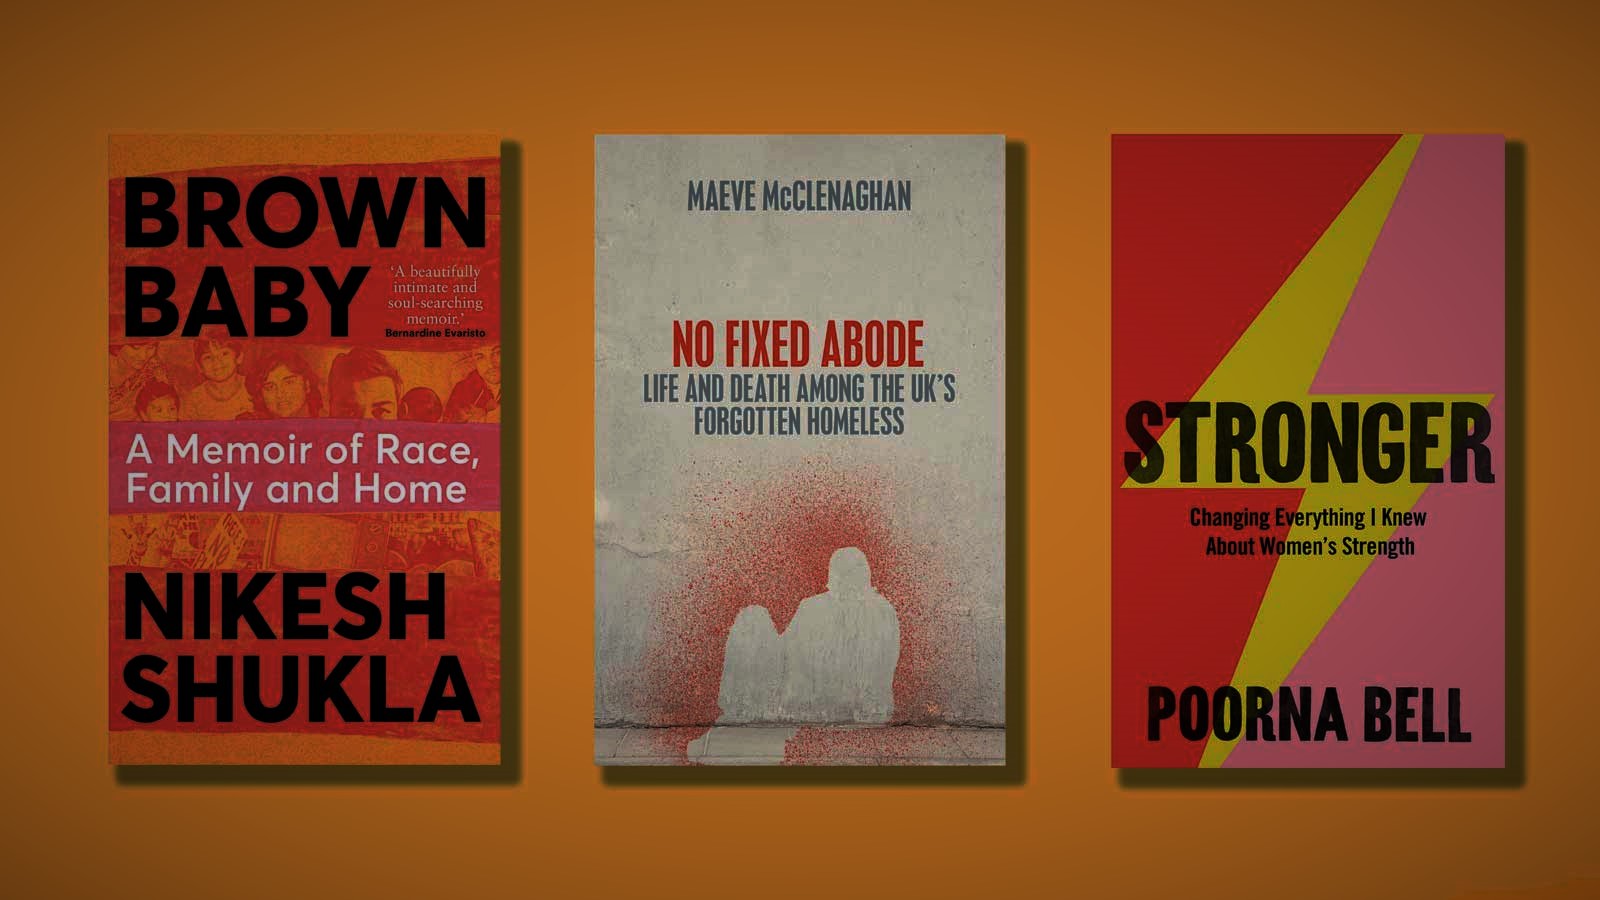 BROWN
BABY
‘A beautifully
intimate and
soul-searching
memoir.’
Bernardine Evaristo
A Memoir of Race,
Family and Home
NIKESH
SHUKLA
MAEVE McCLENAGHAN
NO FIXED ABODE
LIFE AND DEATH AMONG THE UK’S
FORGOTTEN HOMELESS
STRONGER
Changing Everything I Knew
About Women’s Strength
POORNA BELL